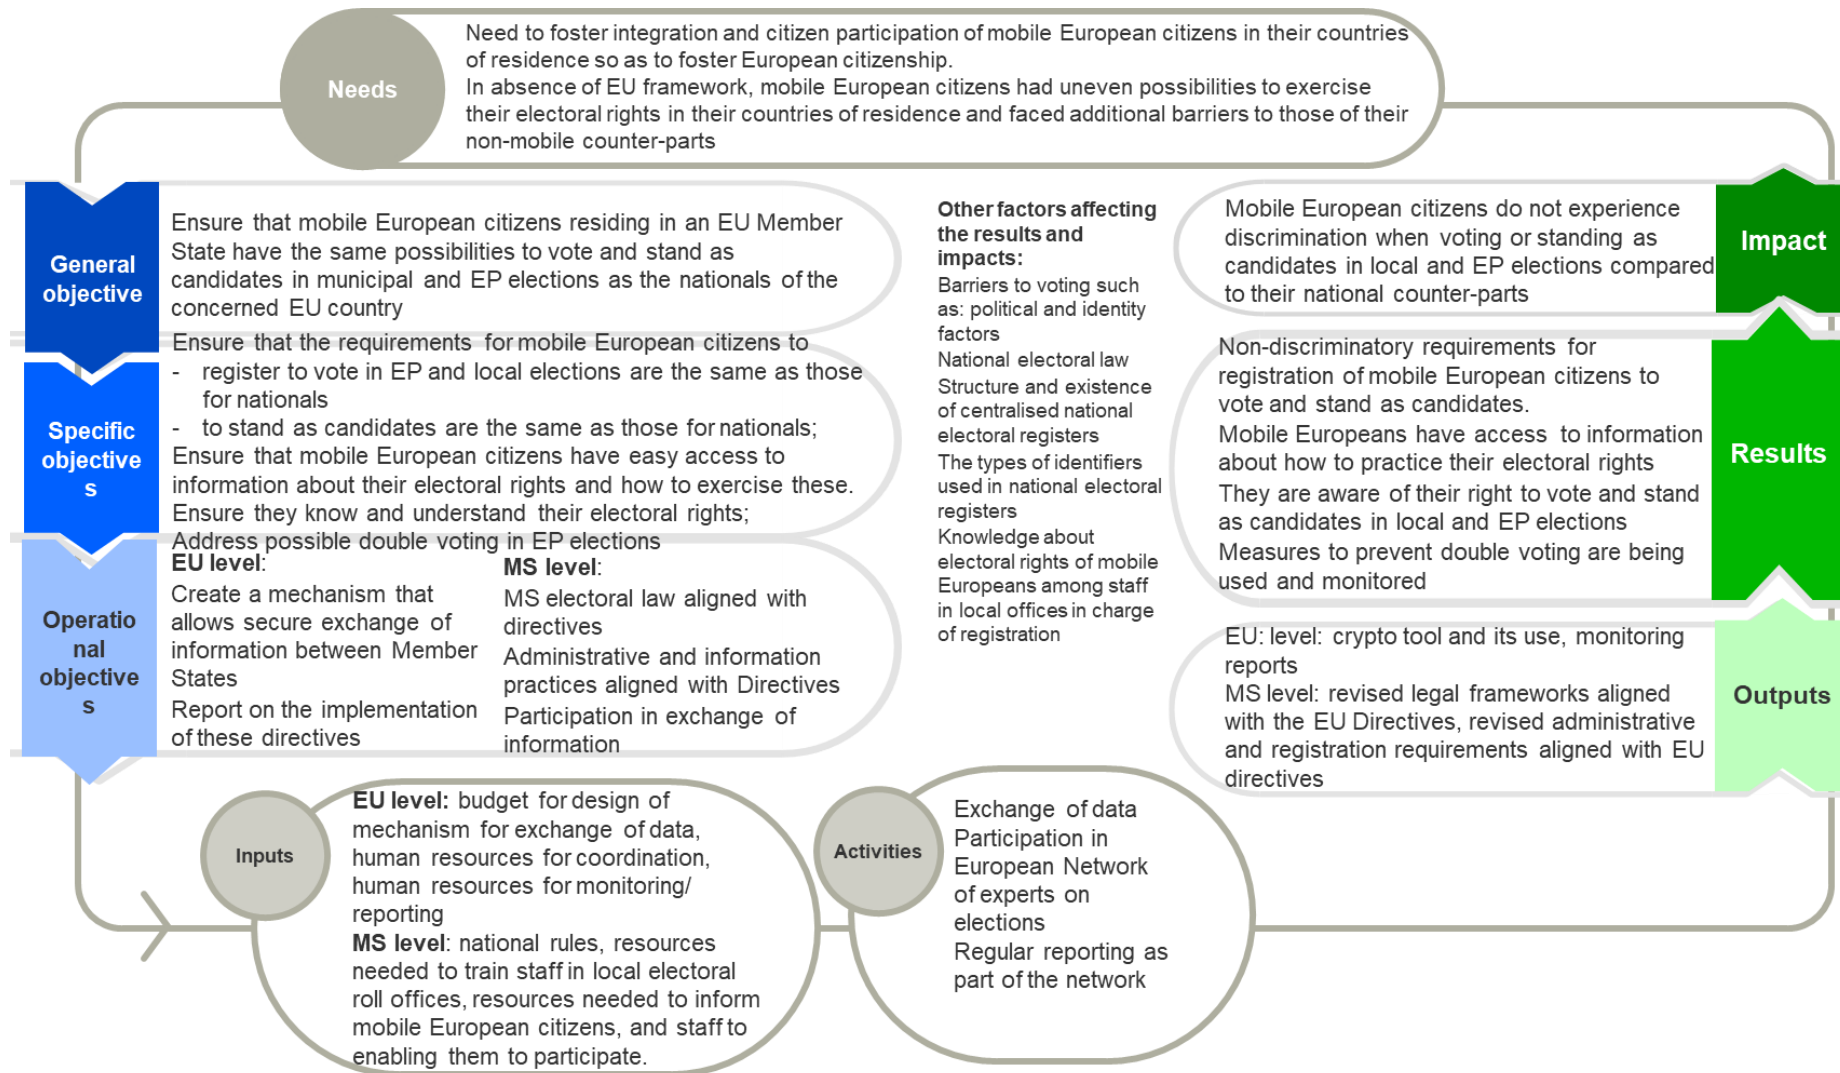 Needs
Need to foster integration and citizen participation of mobile European citizens in their countries
of residence so as to foster European citizenship.
In absence of EU framework, mobile European citizens had uneven possibilities to exercise
their electoral rights in their countries of residence and faced additional barriers to those of their
non-mobile counter-parts
General
objective
Ensure that mobile European citizens residing in an EU Member
State have the same possibilities to vote and stand as
candidates in municipal and EP elections as the nationals of the
concerned EU country
Specific
objective
s
Ensure that the requirements for mobile European citizens to
- register to vote in EP and local elections are the same as those
for nationals
- to stand as candidates are the same as those for nationals;
Ensure that mobile European citizens have easy access to
information about their electoral rights and how to exercise these.
Ensure they know and understand their electoral rights;
Address possible double voting in EP elections
Operatio
nal
objective
s
EU level:
Create a mechanism that
allows secure exchange of
information between Member
States
Report on the implementation
of these directives
MS level:
MS electoral law aligned with
directives
Administrative and information
practices aligned with Directives
Participation in exchange of
information
Other factors affecting
the results and
impacts:
Barriers to voting such
as: political and identity
factors
National electoral law
Structure and existence
of centralised national
electoral registers
The types of identifiers
used in national electoral
registers
Knowledge about
electoral rights of mobile
Europeans among staff
in local offices in charge
of registration
Mobile European citizens do not experience
discrimination when voting or standing as
candidates in local and EP elections compared
to their national counter-parts
Impact
Non-discriminatory requirements for
registration of mobile European citizens to
vote and stand as candidates.
Mobile Europeans have access to information
about how to practice their electoral rights
They are aware of their right to vote and stand
as candidates in local and EP elections
Measures to prevent double voting are being
used and monitored
Results
EU: level: crypto tool and its use, monitoring
reports
MS level: revised legal frameworks aligned
with the EU Directives, revised administrative
and registration requirements aligned with EU
directives
Outputs
Inputs
EU level: budget for design of
mechanism for exchange of data,
human resources for coordination,
human resources for monitoring/
reporting
MS level: national rules, resources
needed to train staff in local electoral
roll offices, resources needed to inform
mobile European citizens, and staff to
enabling them to participate.
Activities
Exchange of data
Participation in
European Network
of experts on
elections
Regular reporting as
part of the network